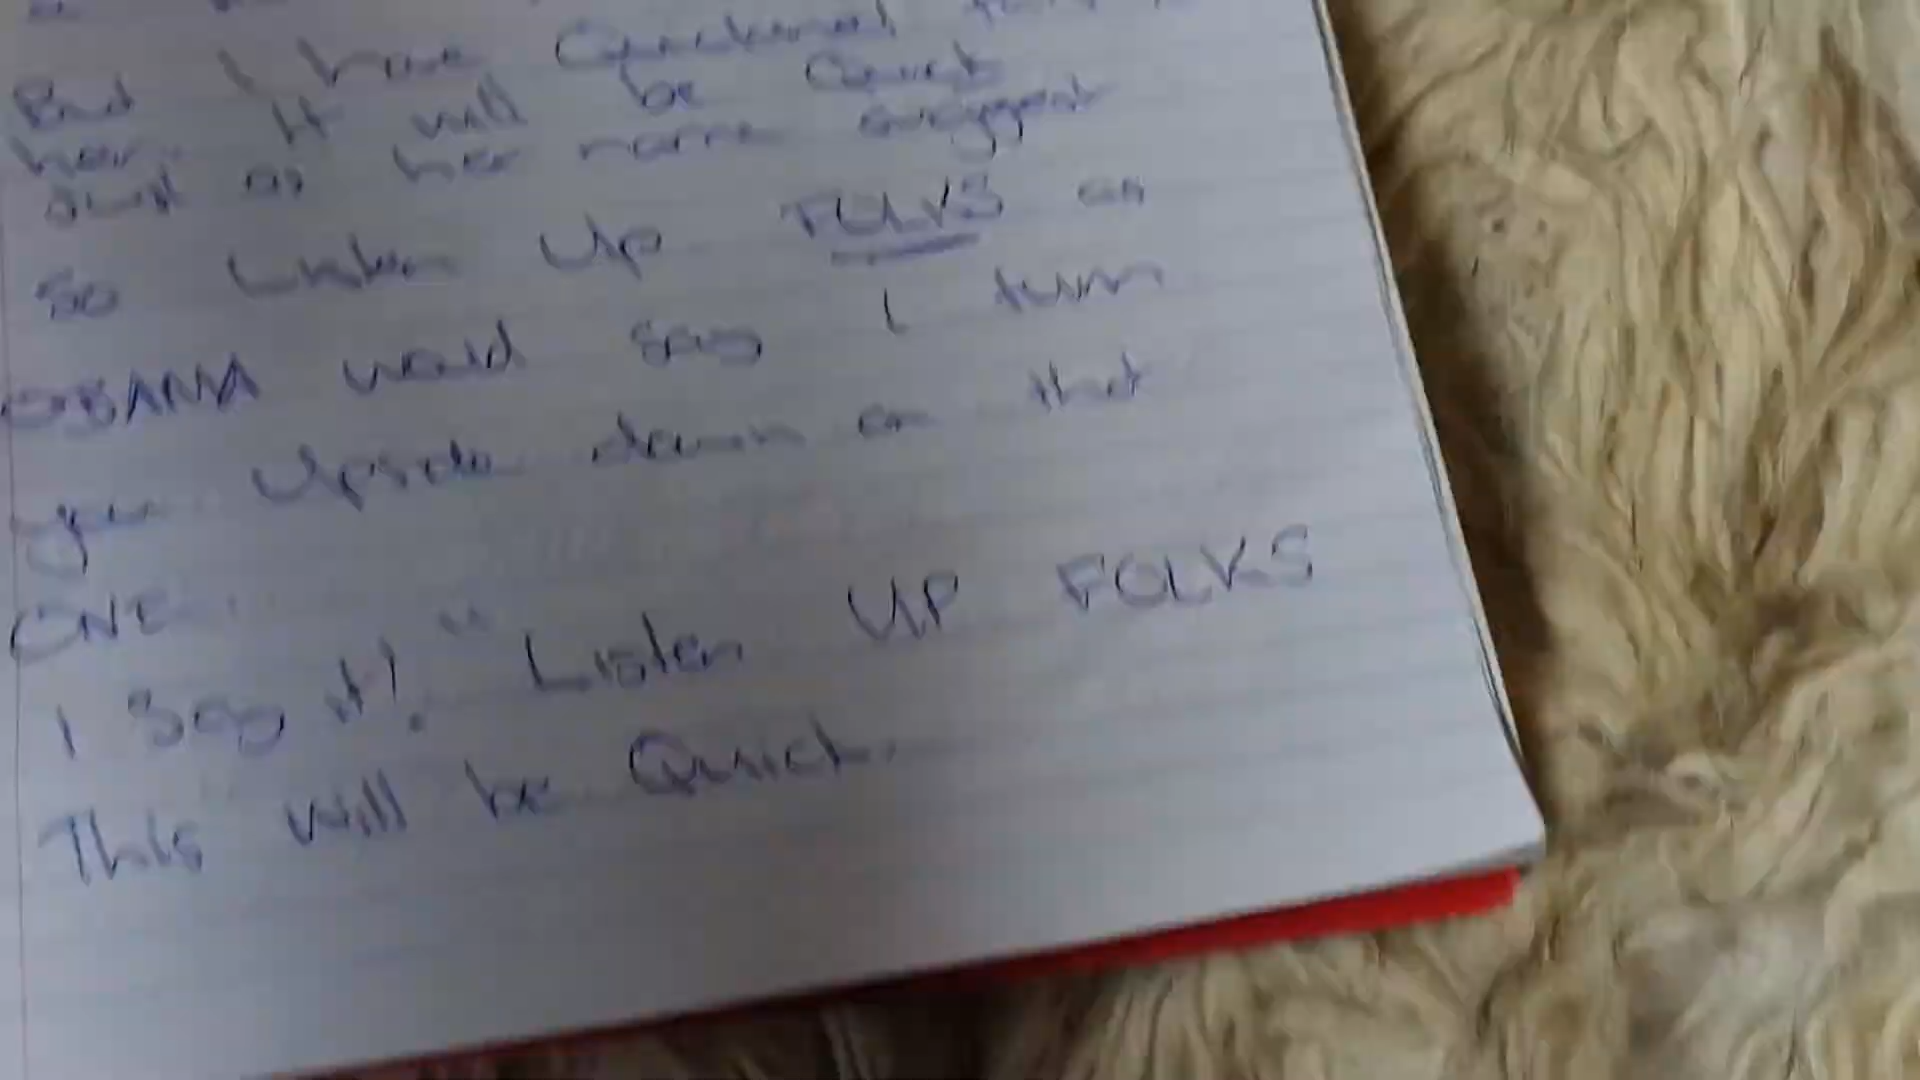 But I have Quickened
her. It will be Quick
just as her name suggest
So Listen Up FOLKS as
OBAMA would say I turn
you upside down on that
ONE.
I say it! " Listen UP FOLKS
This will be Quick.